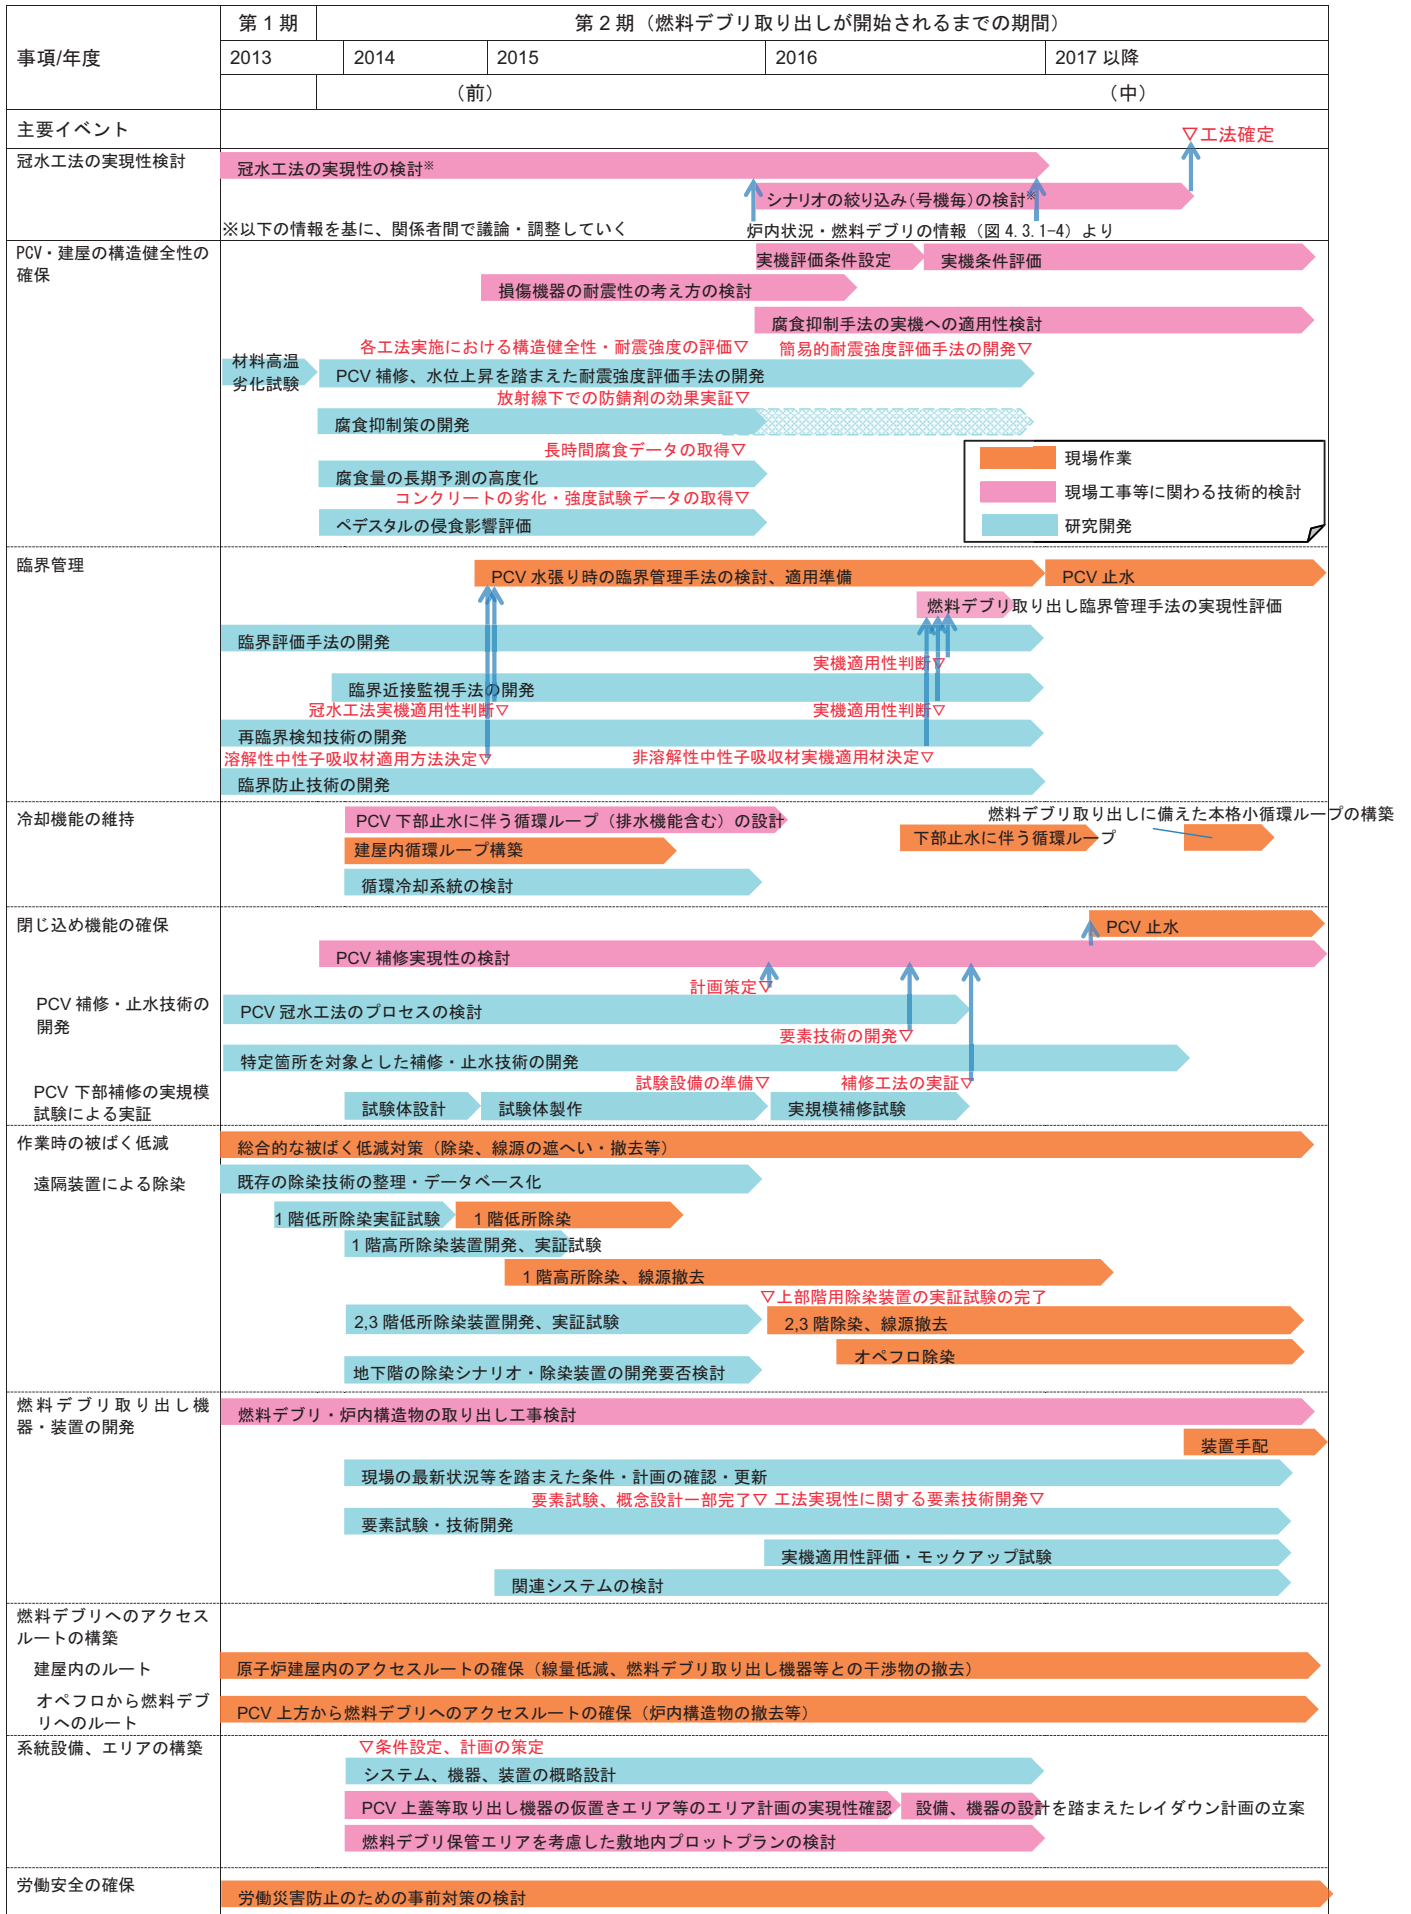 事項/年度
第1期
第2期（燃料デブリ取り出しが開始されるまでの期間）
2013
2014
2015
2016
2017 以降
（前）
（中）
主要イベント
▽工法確定
冠水工法の実現性検討
冠水工法の実現性の検討※
シナリオの絞り込み（号機毎）の検討※
※以下の情報を基に、関係者間で議論・調整していく
炉内状況・燃料デブリの情報（図 4.3.1-4）より
PCV・建屋の構造健全性の
確保
実機評価条件設定
実機条件評価
損傷機器の耐震性の考え方の検討
腐食抑制手法の実機への適用性検討
各工法実施における構造健全性・耐震強度の評価▽
簡易的耐震強度評価手法の開発▽
材料高温
劣化試験
PCV 補修、水位上昇を踏まえた耐震強度評価手法の開発
放射線下での防錆剤の効果実証▽
腐食抑制策の開発
長時間腐食データの取得▽
腐食量の長期予測の高度化
コンクリートの劣化・強度試験データの取得▽
ペデスタルの侵食影響評価
現場作業
現場工事等に関わる技術的検討
研究開発
臨界管理
PCV 水張り時の臨界管理手法の検討、適用準備
PCV 止水
燃料デブリ取り出し臨界管理手法の実現性評価
臨界評価手法の開発
実機適用性判断▽
臨界近接監視手法の開発
冠水工法実機適用性判断▽
実機適用性判断▽
再臨界検知技術の開発
溶解性中性子吸収材適用方法決定▽
非溶解性中性子吸収材実機適用材決定▽
臨界防止技術の開発
冷却機能の維持
燃料デブリ取り出しに備えた本格小循環ループの構築
PCV 下部止水に伴う循環ループ（排水機能含む）の設計
下部止水に伴う循環ループ
建屋内循環ループ構築
循環冷却系統の検討
閉じ込め機能の確保
PCV 止水
PCV 補修実現性の検討
計画策定▽
PCV 補修・止水技術の
開発
PCV 冠水工法のプロセスの検討
要素技術の開発▽
特定箇所を対象とした補修・止水技術の開発
試験設備の準備▽
補修工法の実証▽
PCV 下部補修の実規模
試験による実証
試験体設計
試験体製作
実規模補修試験
作業時の被ばく低減
総合的な被ばく低減対策（除染、線源の遮へい・撤去等）
遠隔装置による除染
既存の除染技術の整理・データベース化
1 階低所除染実証試験
1 階低所除染
1 階高所除染装置開発、実証試験
1 階高所除染、線源撤去
▽上部階用除染装置の実証試験の完了
2,3 階低所除染装置開発、実証試験
2,3 階除染、線源撤去
オペフロ除染
地下階の除染シナリオ・除染装置の開発要否検討
燃料デブリ取り出し機
器・装置の開発
燃料デブリ・炉内構造物の取り出し工事検討
装置手配
現場の最新状況等を踏まえた条件・計画の確認・更新
要素試験、概念設計一部完了▽
工法実現性に関する要素技術開発▽
要素試験・技術開発
実機適用性評価・モックアップ試験
関連システムの検討
燃料デブリへのアクセス
ルートの構築
建屋内のルート
原子炉建屋内のアクセスルートの確保（線量低減、燃料デブリ取り出し機器等との干渉物の撤去）
オペフロから燃料デブ
リへのルート
PCV 上方から燃料デブリへのアクセスルートの確保（炉内構造物の撤去等）
系統設備、エリアの構築
▽条件設定、計画の策定
システム、機器、装置の概略設計
PCV 上蓋等取り出し機器の仮置きエリア等のエリア計画の実現性確認
設備、機器の設計を踏まえたレイダウン計画の立案
燃料デブリ保管エリアを考慮した敷地内プロットプランの検討
労働安全の確保
労働災害防止のための事前対策の検討